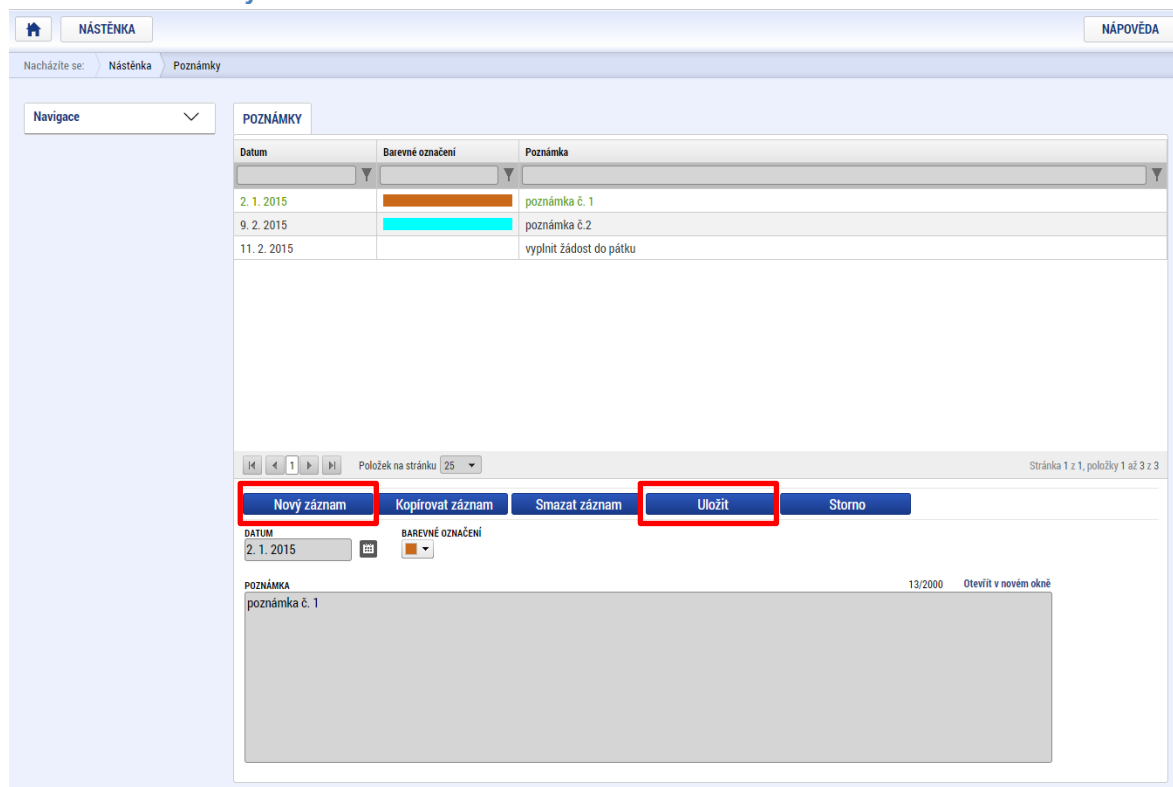 NÁSTĚNKA NÁPOVĚDA
Nacházíte se: Nástěnka Poznámky
Navigace
POZNÁMKY
Datum Barevné označení Poznámka
2. 1. 2015 poznámka č. 1
9. 2. 2015 poznámka č.2
11. 2. 2015 vyplnit žádost do pátku
1 Položek na stránku 25 Stránka 1 z 1, položky 1 až 3 z 3
Nový záznam Kopírovat záznam Smazat záznam Uložit Storno
DATUM BAREVNÉ OZNAČENÍ
2. 1. 2015
POZNÁMKA 13/2000 Otevřít v novém okně
poznámka č. 1